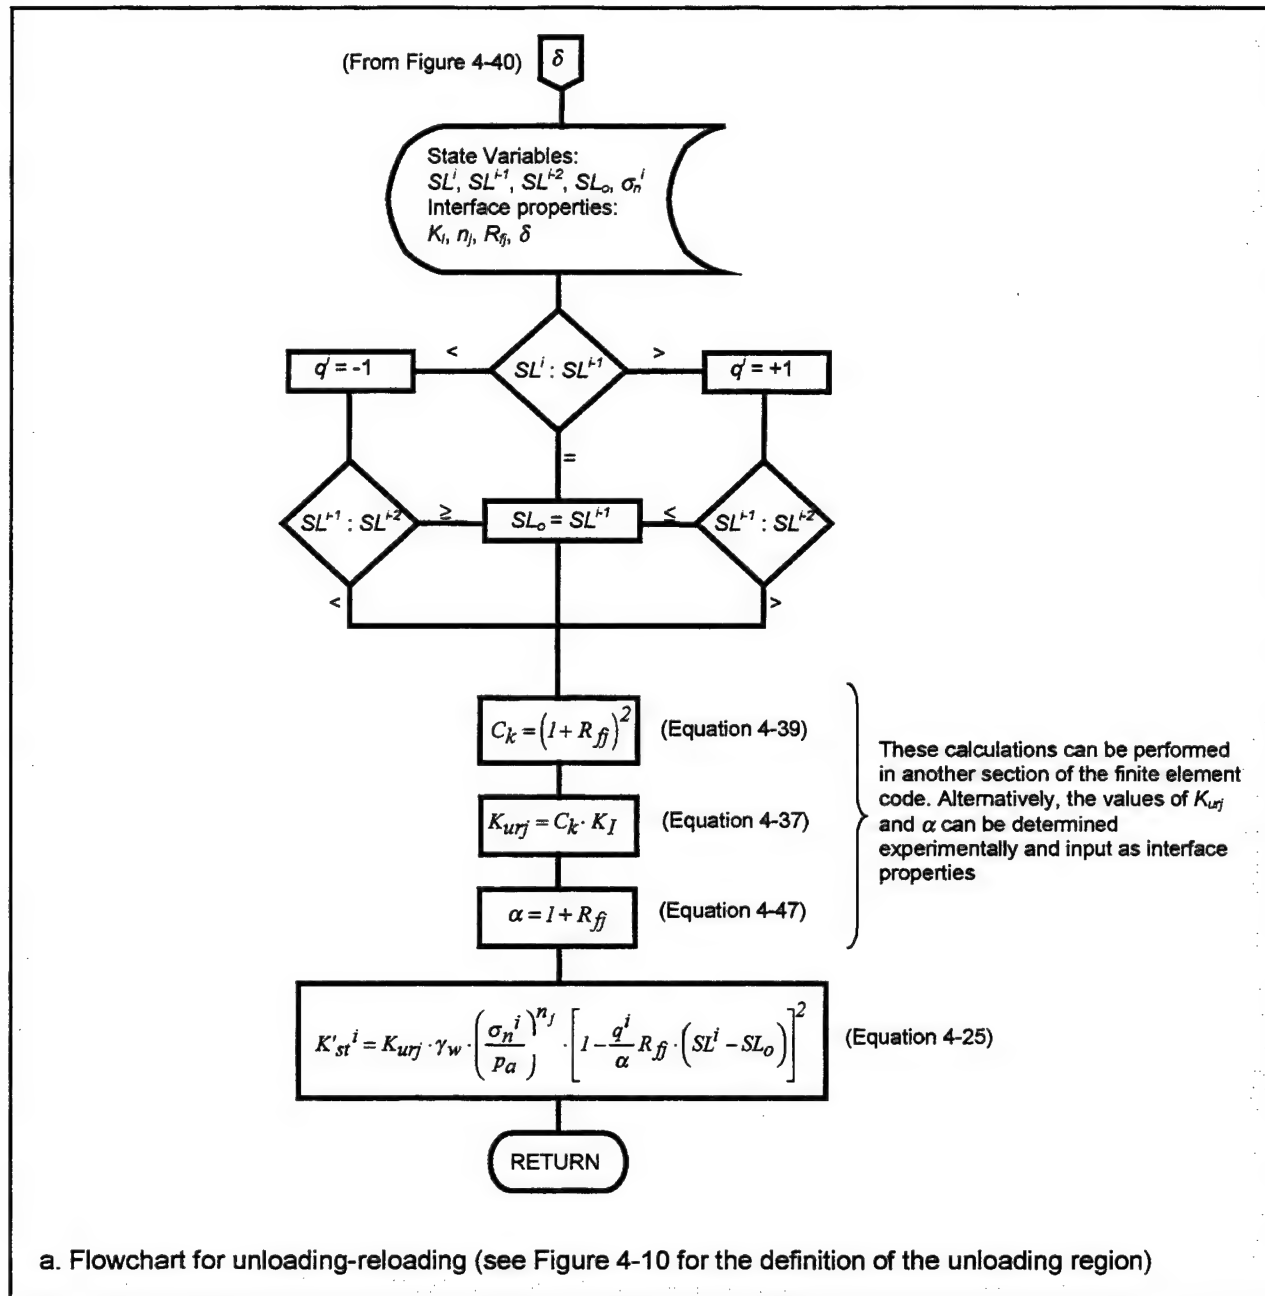 (From Figure 4-40) δ
State Variables:
SLⁱ, SLⁱ⁻¹, SLⁱ⁻², SLₒ, σₙⁱ
Interface properties:
K_I, n_j, R_fj, δ
< SLⁱ : SLⁱ⁻¹ >
qⁱ = -1
qⁱ = +1
=
SLⁱ⁻¹ : SLⁱ⁻² ≥ SLₒ = SLⁱ⁻¹ ≤ SLⁱ⁻¹ : SLⁱ⁻²
< >
C_k = (1 + R_fj)² (Equation 4-39)
K_urj = C_k · K_I (Equation 4-37)
α = 1 + R_fj (Equation 4-47)
These calculations can be performed
in another section of the finite element
code. Alternatively, the values of K_urj
and α can be determined
experimentally and input as interface
properties
K'_stⁱ = K_urj · γ_w · (σₙⁱ / p_a)^n_j · [1 - qⁱ/α R_fj · (SLⁱ - SLₒ)]² (Equation 4-25)
RETURN
a. Flowchart for unloading-reloading (see Figure 4-10 for the definition of the unloading region)